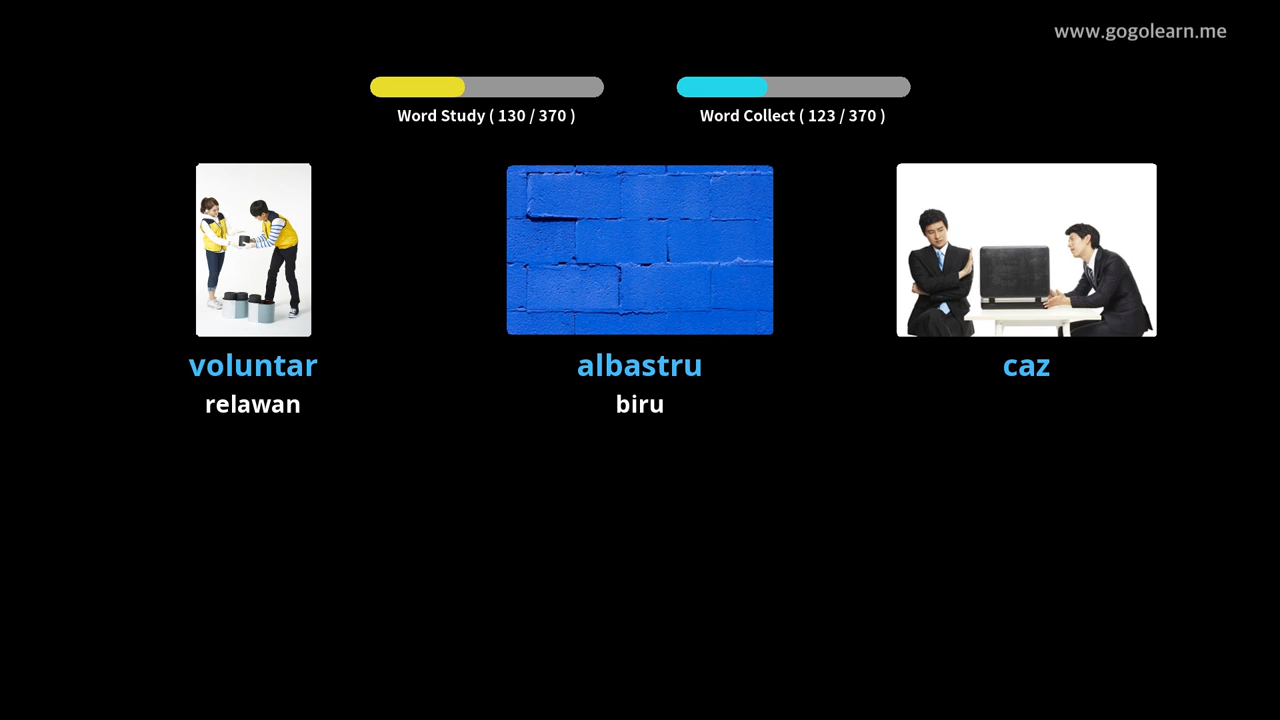 www.gogolearn.me
Word Study ( 130 / 370 )
Word Collect ( 123 / 370 )
voluntar
relawan
albastru
biru
caz